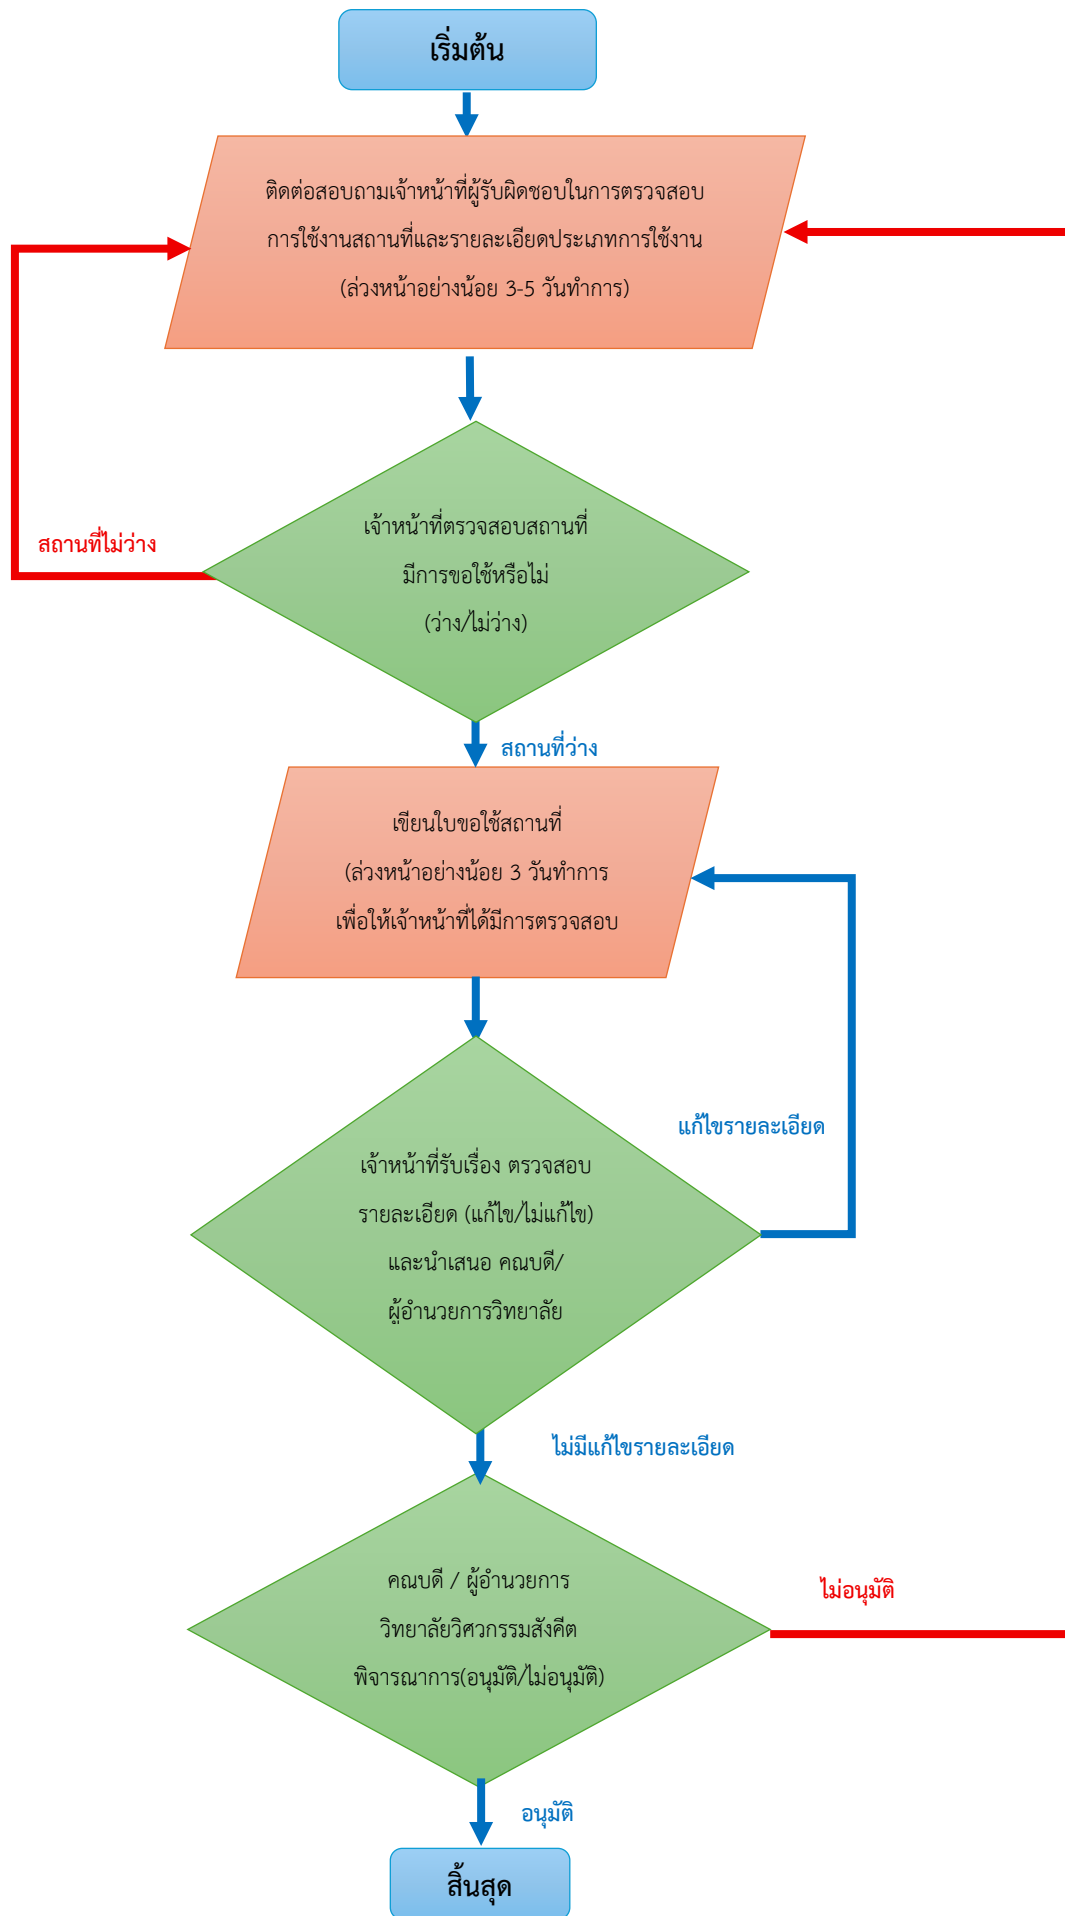 เริ่มต้น
ติดต่อสอบถามเจ้าหน้าที่ผู้รับผิดชอบในการตรวจสอบ
การใช้งานสถานที่และรายละเอียดประเภทการใช้งาน
(ล่วงหน้าอย่างน้อย 3-5 วันทำการ)
สถานที่ไม่ว่าง
เจ้าหน้าที่ตรวจสอบสถานที่
มีการขอใช้หรือไม่
(ว่าง/ไม่ว่าง)
สถานที่ว่าง
เขียนใบขอใช้สถานที่
(ล่วงหน้าอย่างน้อย 3 วันทำการ
เพื่อให้เจ้าหน้าที่ได้มีการตรวจสอบ
แก้ไขรายละเอียด
เจ้าหน้าที่รับเรื่อง ตรวจสอบ
รายละเอียด (แก้ไข/ไม่แก้ไข)
และนำเสนอ คณบดี/
ผู้อำนวยการวิทยาลัย
ไม่มีแก้ไขรายละเอียด
คณบดี / ผู้อำนวยการ
วิทยาลัยวิศวกรรมสังคีต
พิจารณาการ(อนุมัติ/ไม่อนุมัติ)
ไม่อนุมัติ
อนุมัติ
สิ้นสุด